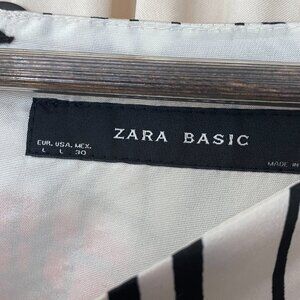 ZARA BASIC
EUR. USA. MEX.
L L 30
MADE IN